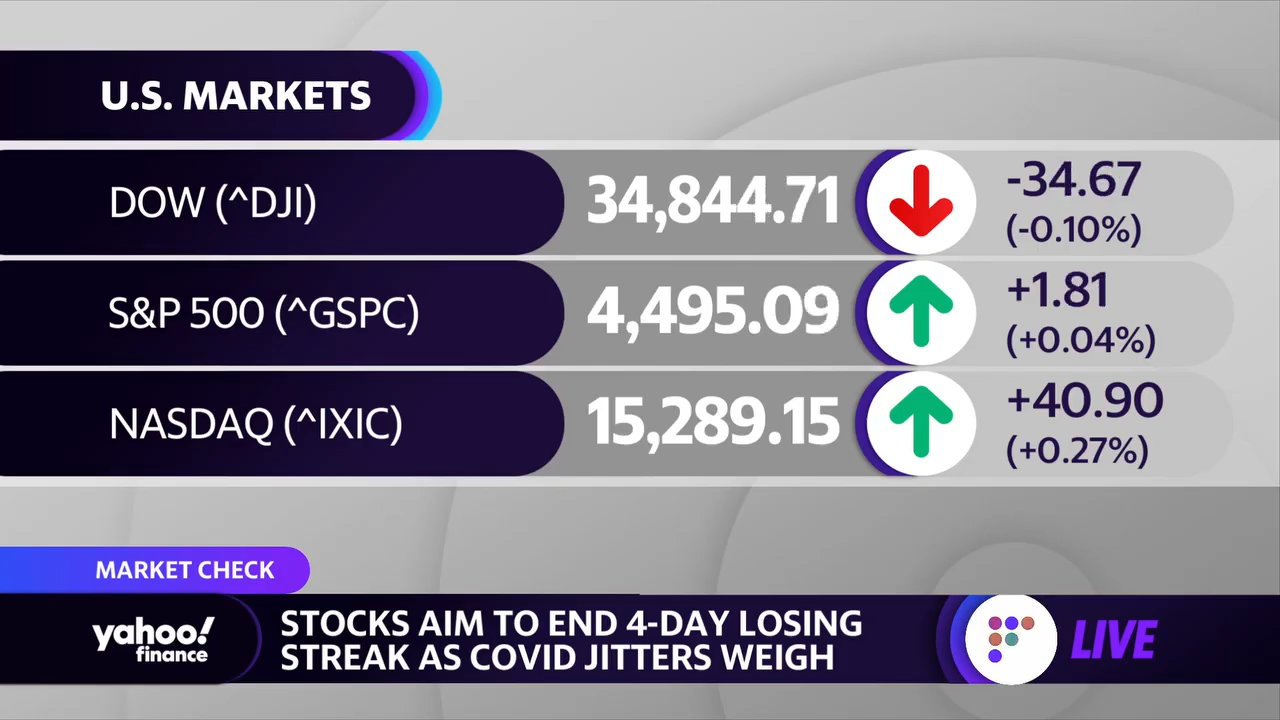 U.S. MARKETS
DOW (^DJI) 34,844.71 -34.67
(-0.10%)
S&P 500 (^GSPC) 4,495.09 +1.81
(+0.04%)
NASDAQ (^IXIC) 15,289.15 +40.90
(+0.27%)
MARKET CHECK
yahoo!
finance
STOCKS AIM TO END 4-DAY LOSING
STREAK AS COVID JITTERS WEIGH
LIVE